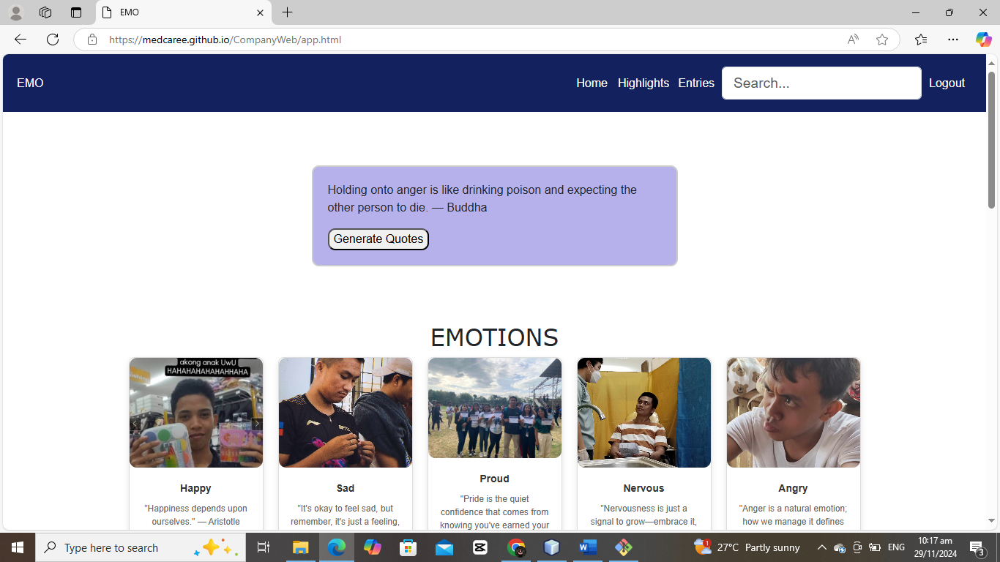 EMO
https://medcaree.github.io/CompanyWeb/app.html
EMO
Home Highlights Entries Search... Logout
Holding onto anger is like drinking poison and expecting the
other person to die. — Buddha
Generate Quotes
EMOTIONS
akong anak UwU
HAHAHAHAHAHAHHAHA
Happy
"Happiness depends upon
ourselves." — Aristotle
Sad
"It's okay to feel sad, but
remember, it's just a feeling,
Proud
"Pride is the quiet
confidence that comes from
knowing you've earned your
Nervous
"Nervousness is just a
signal to grow—embrace it,
Angry
"Anger is a natural emotion;
how we manage it defines
Type here to search
27°C Partly sunny
ENG
10:17 am
29/11/2024